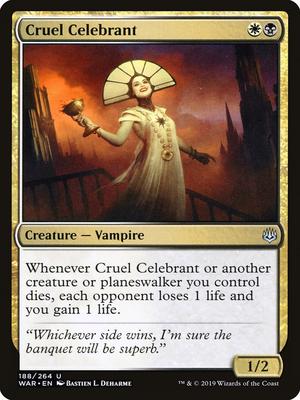 Cruel Celebrant
Creature — Vampire
Whenever Cruel Celebrant or another
creature or planeswalker you control
dies, each opponent loses 1 life and
you gain 1 life.
“Whichever side wins, I’m sure the
banquet will be superb.”
1/2
188/264 U
WAR • EN Bastien L. Deharme
™ & © 2019 Wizards of the Coast